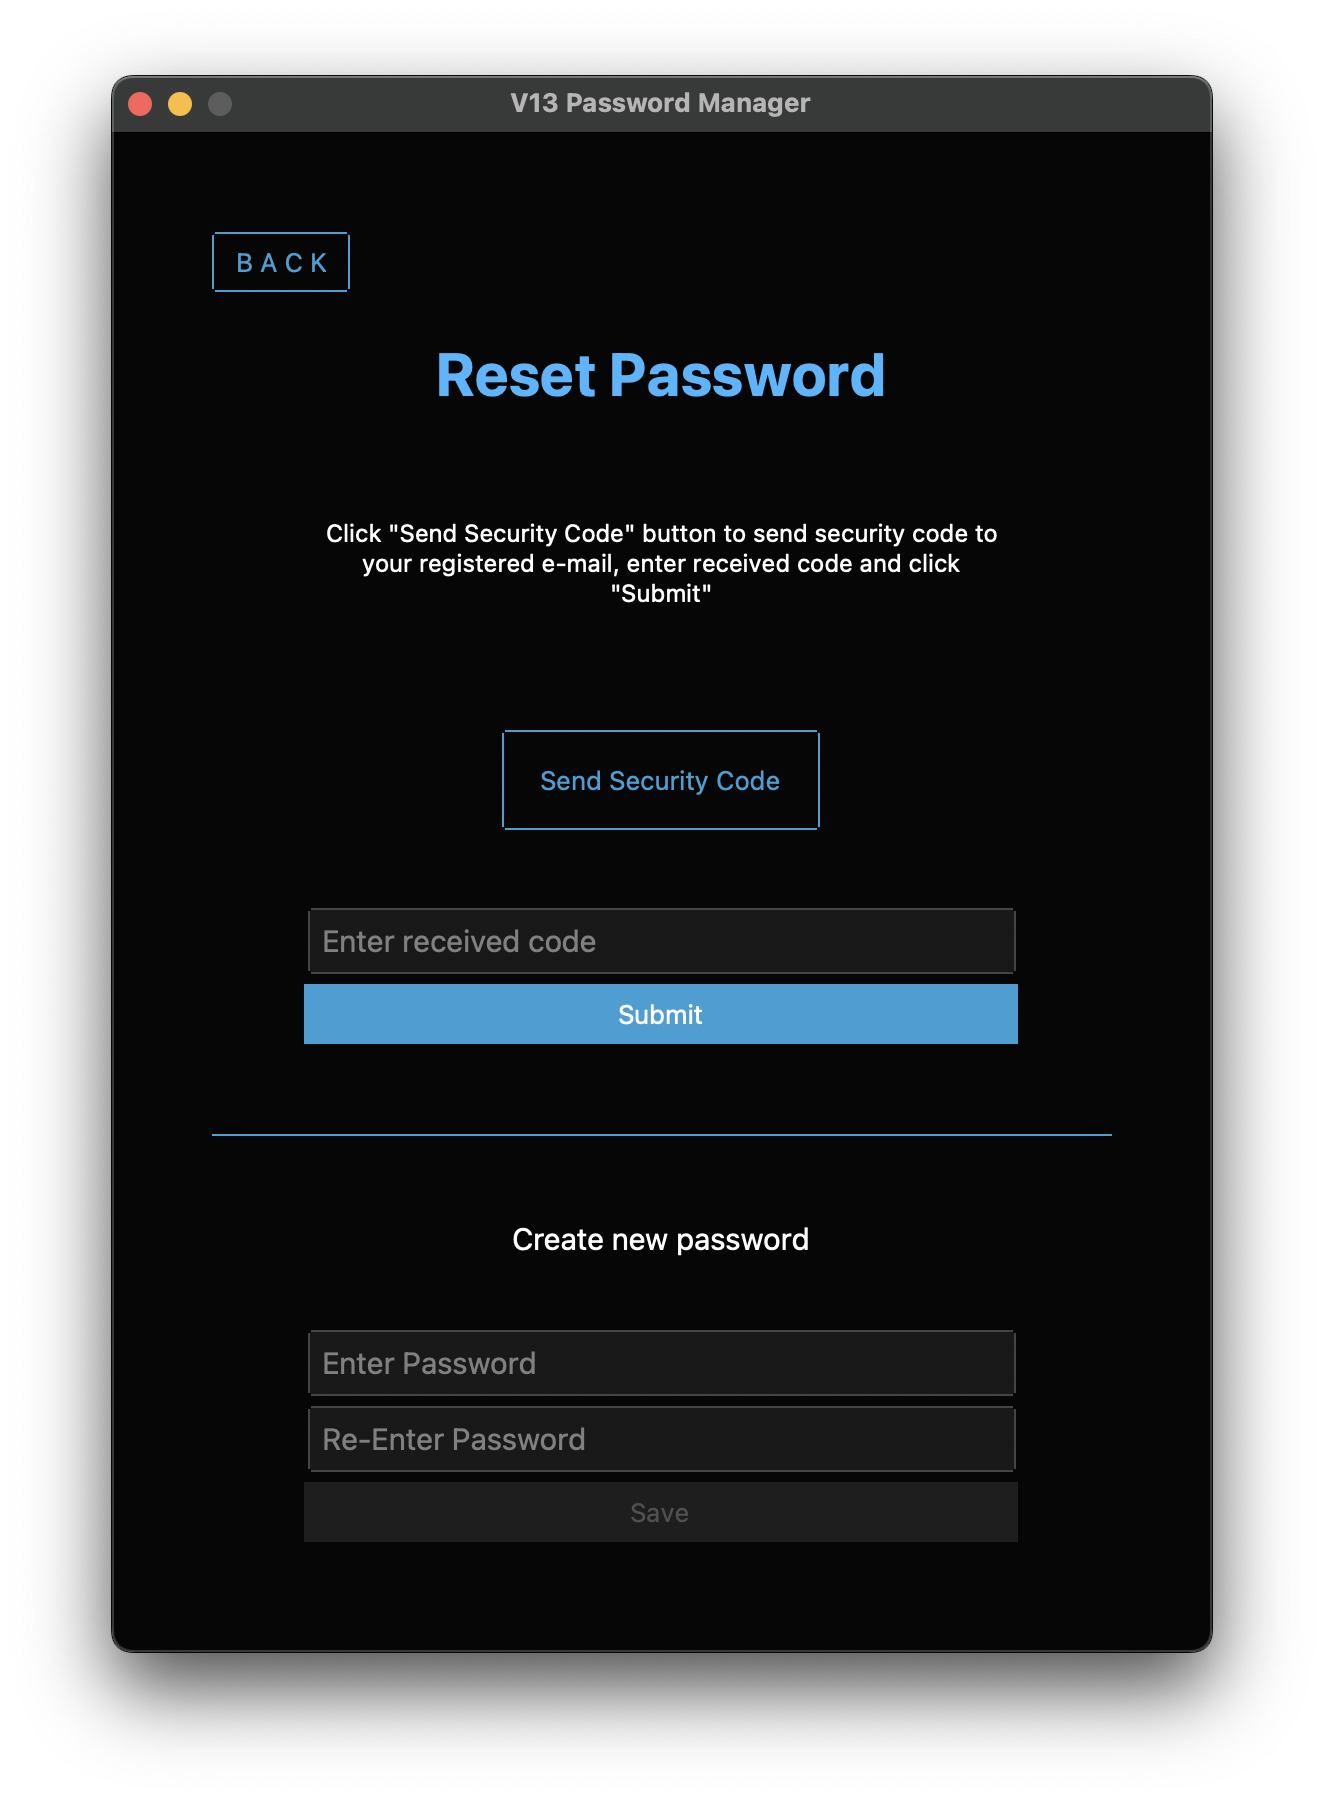 V13 Password Manager
BACK
Reset Password
Click "Send Security Code" button to send security code to
your registered e-mail, enter received code and click
"Submit"
Send Security Code
Enter received code
Submit
Create new password
Enter Password
Re-Enter Password
Save